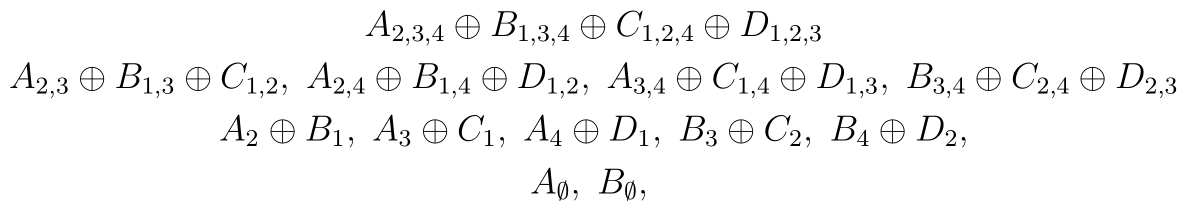 A_{2,3,4} ⊕ B_{1,3,4} ⊕ C_{1,2,4} ⊕ D_{1,2,3}
A_{2,3} ⊕ B_{1,3} ⊕ C_{1,2}, A_{2,4} ⊕ B_{1,4} ⊕ D_{1,2}, A_{3,4} ⊕ C_{1,4} ⊕ D_{1,3}, B_{3,4} ⊕ C_{2,4} ⊕ D_{2,3}
A_2 ⊕ B_1, A_3 ⊕ C_1, A_4 ⊕ D_1, B_3 ⊕ C_2, B_4 ⊕ D_2,
A_∅, B_∅,